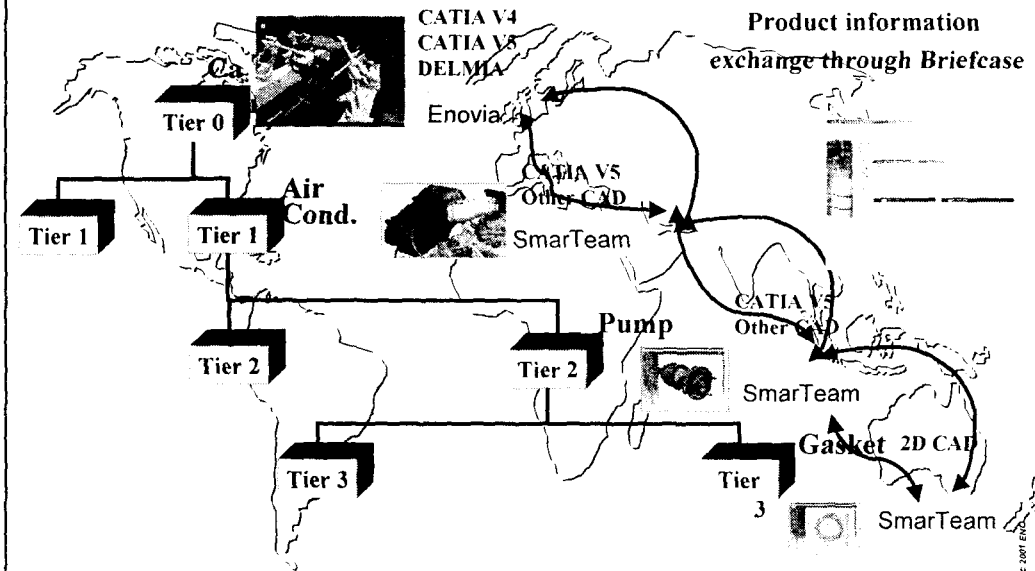 CATIA V4
CATIA V5
DELMIA
Product information
exchange through Briefcase
Ca
Tier 0
Enovia
CATIA V5
Other CAD
SmarTeam
Air
Cond.
Tier 1
Tier 1
CATIA V5
Other CAD
SmarTeam
Pump
Tier 2
Tier 2
Gasket
2D CAD
SmarTeam
Tier 3
Tier
3
2001